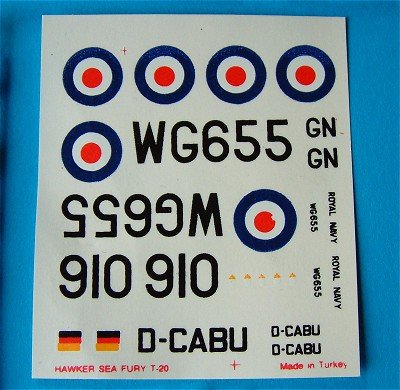 WG655
GN
GN
WG655
ROYAL NAVY
WG655
910 910
ROYAL NAVY
WG655
D-CABU
D-CABU
D-CABU
HAWKER SEA FURY T-20
Made in Turkey